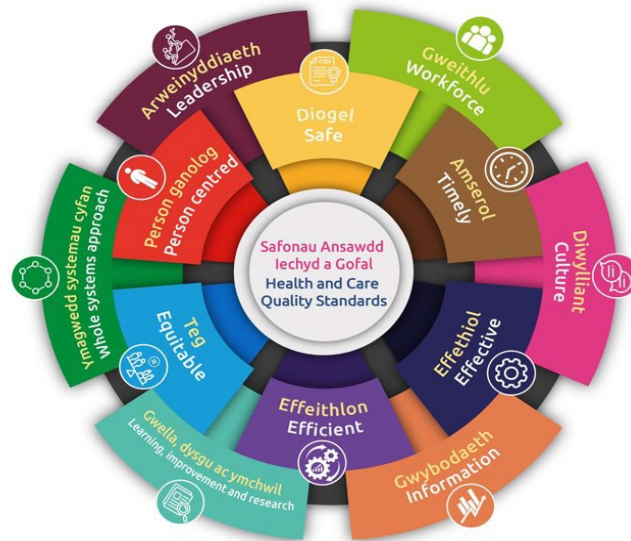 Arweinyddiaeth
Leadership
Gweithlu
Workforce
Diogel
Safe
Person ganolog
Person centred
Amserol
Timely
Ymagwedd systemau cyfan
Whole systems approach
Safonau Ansawdd
Iechyd a Gofal
Health and Care
Quality Standards
Diwylliant
Culture
Teg
Equitable
Effethiol
Effective
Effeithlon
Efficient
Gwella, dysgu ac ymchwil
Learning, improvement and research
Gwybodaeth
Information